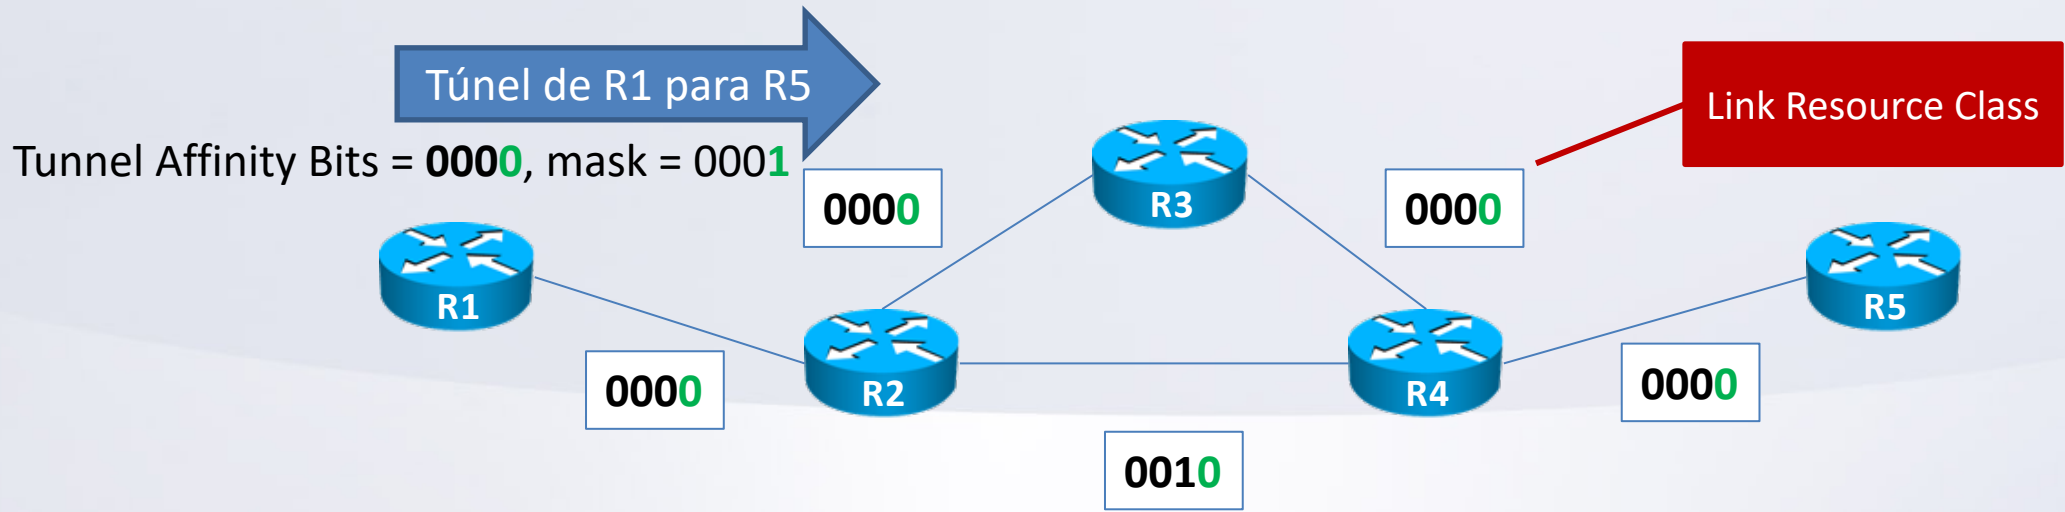 Túnel de R1 para R5
Link Resource Class
Tunnel Affinity Bits = 0000, mask = 0001
0000
R3
0000
R1
R5
0000
R2
R4
0000
0010